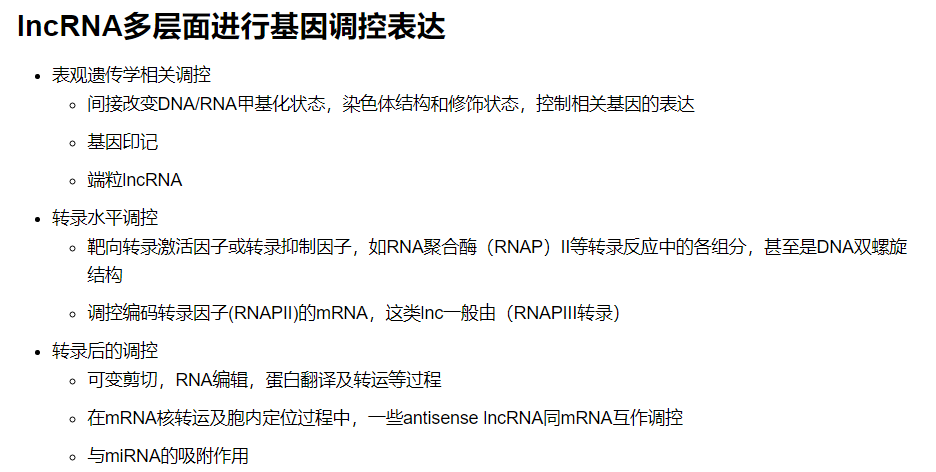 lncRNA多层面进行基因调控表达
表观遗传学相关调控
间接改变DNA/RNA甲基化状态，染色体结构和修饰状态，控制相关基因的表达
基因印记
端粒lncRNA
转录水平调控
靶向转录激活因子或转录抑制因子，如RNA聚合酶（RNAP）II等转录反应中的各组分，甚至是DNA双螺旋
结构
调控编码转录因子(RNAPII)的mRNA，这类lnc一般由（RNAPIII转录）
转录后的调控
可变剪切，RNA编辑，蛋白翻译及转运等过程
在mRNA核转运及胞内定位过程中，一些antisense lncRNA同mRNA互作调控
与miRNA的吸附作用